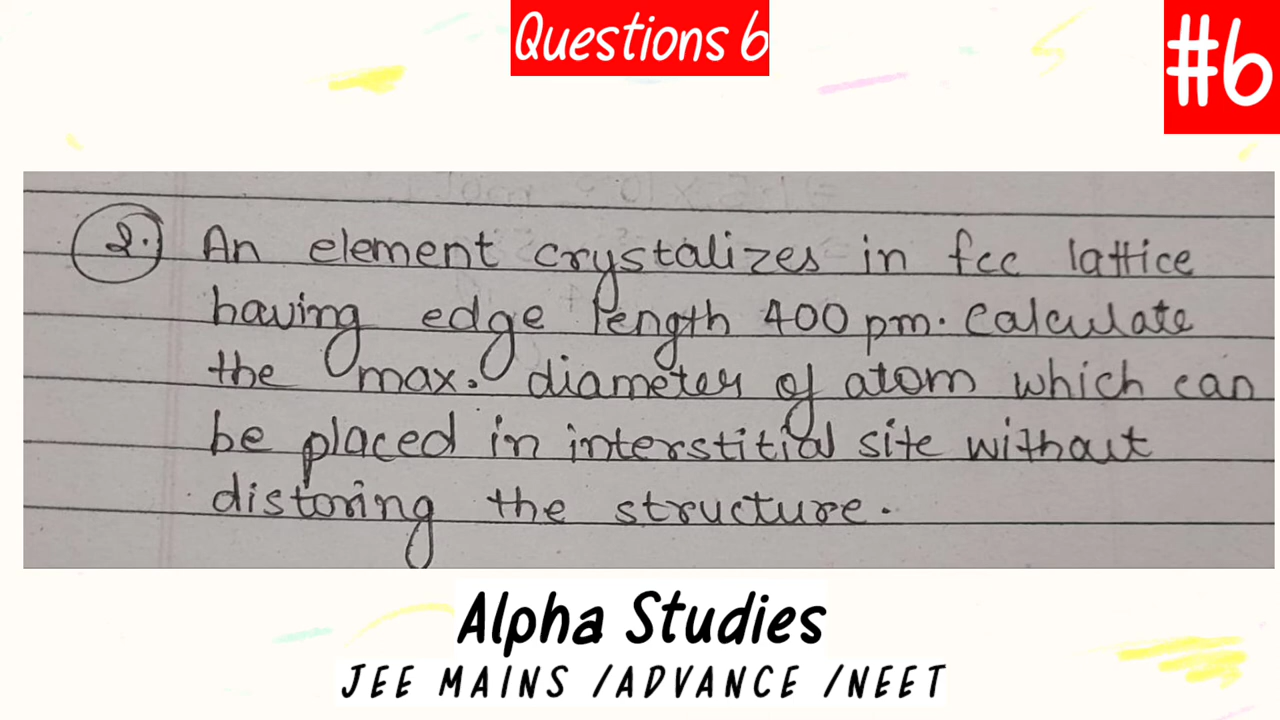 Questions 6
#6
2. An element crystalizes in fcc lattice
having edge length 400 pm. Calculate
the max. diameter of atom which can
be placed in interstitial site without
distoring the structure.
Alpha Studies
JEE MAINS /ADVANCE /NEET